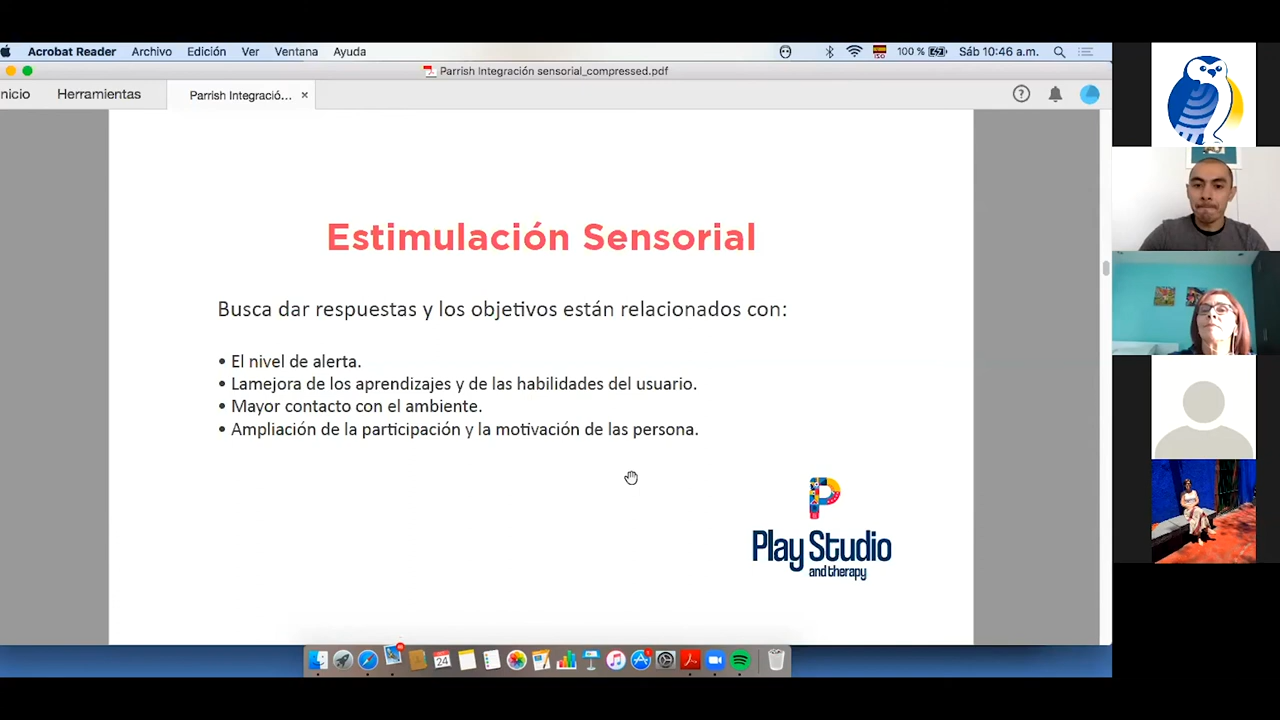 Acrobat Reader Archivo Edición Ver Ventana Ayuda 100 % Sáb 10:46 a.m.
Parrish Integración sensorial_compressed.pdf
nicio Herramientas Parrish Integració... ×
Estimulación Sensorial
Busca dar respuestas y los objetivos están relacionados con:
• El nivel de alerta.
• Lamejora de los aprendizajes y de las habilidades del usuario.
• Mayor contacto con el ambiente.
• Ampliación de la participación y la motivación de las persona.
Play Studio
and therapy
24